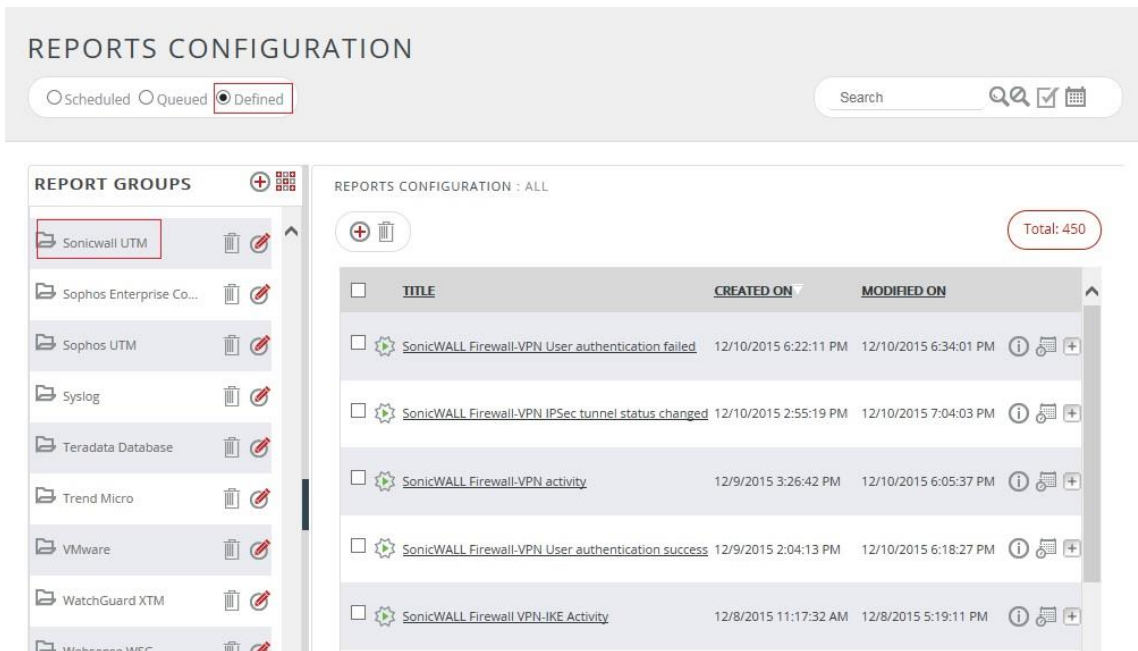 REPORTS CONFIGURATION
Scheduled Queued Defined
Search
REPORT GROUPS
Sonicwall UTM
Sophos Enterprise Co...
Sophos UTM
Syslog
Teradata Database
Trend Micro
VMware
WatchGuard XTM
Websense WSG
REPORTS CONFIGURATION : ALL
Total: 450
TITLE CREATED ON MODIFIED ON
SonicWALL Firewall-VPN User authentication failed 12/10/2015 6:22:11 PM 12/10/2015 6:34:01 PM
SonicWALL Firewall-VPN IPSec tunnel status changed 12/10/2015 2:55:19 PM 12/10/2015 7:04:03 PM
SonicWALL Firewall-VPN activity 12/9/2015 3:26:42 PM 12/10/2015 6:05:37 PM
SonicWALL Firewall-VPN User authentication success 12/9/2015 2:04:13 PM 12/10/2015 6:18:27 PM
SonicWALL Firewall VPN-IKE Activity 12/8/2015 11:17:32 AM 12/8/2015 5:19:11 PM